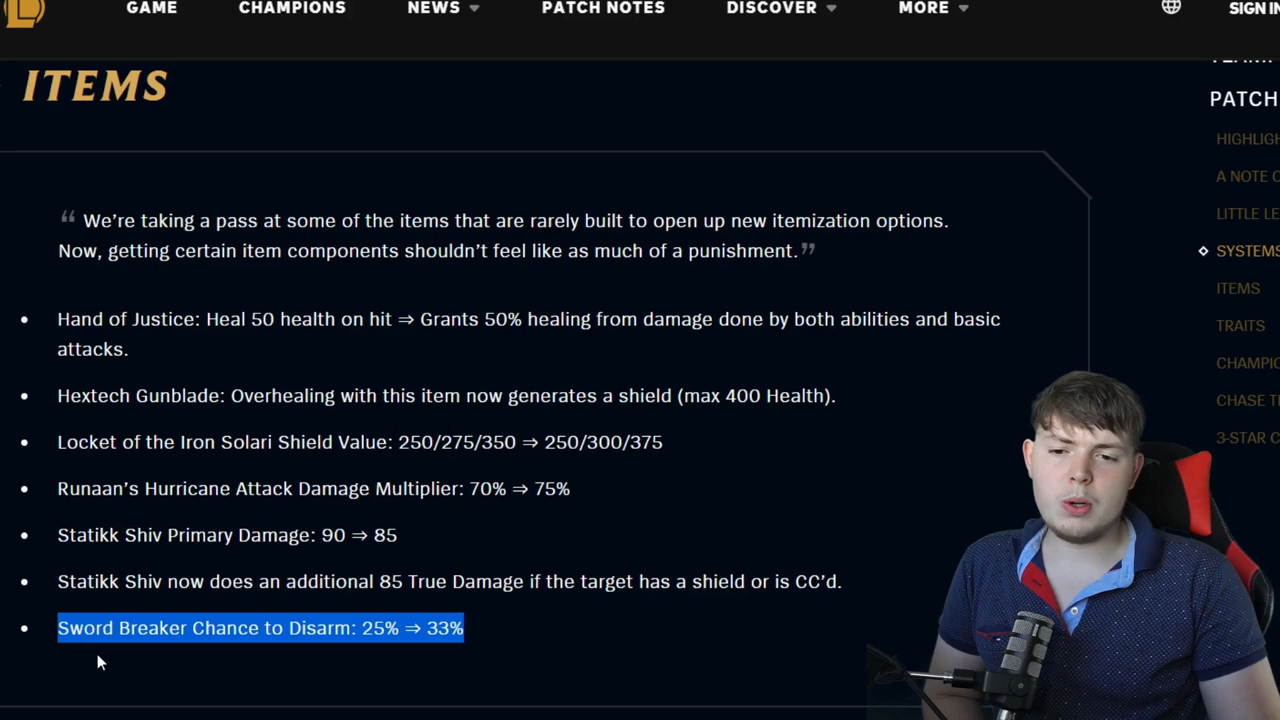 GAME CHAMPIONS NEWS PATCH NOTES DISCOVER MORE SIGN IN
ITEMS
PATCH
“ We’re taking a pass at some of the items that are rarely built to open up new itemization options.
Now, getting certain item components shouldn’t feel like as much of a punishment. ”
• Hand of Justice: Heal 50 health on hit ⇒ Grants 50% healing from damage done by both abilities and basic
attacks.
• Hextech Gunblade: Overhealing with this item now generates a shield (max 400 Health).
• Locket of the Iron Solari Shield Value: 250/275/350 ⇒ 250/300/375
• Runaan’s Hurricane Attack Damage Multiplier: 70% ⇒ 75%
• Statikk Shiv Primary Damage: 90 ⇒ 85
• Statikk Shiv now does an additional 85 True Damage if the target has a shield or is CC’d.
• Sword Breaker Chance to Disarm: 25% ⇒ 33%
HIGHLIGH
A NOTE O
LITTLE LE
SYSTEMS
ITEMS
TRAITS
CHAMPIO
CHASE T
3-STAR C